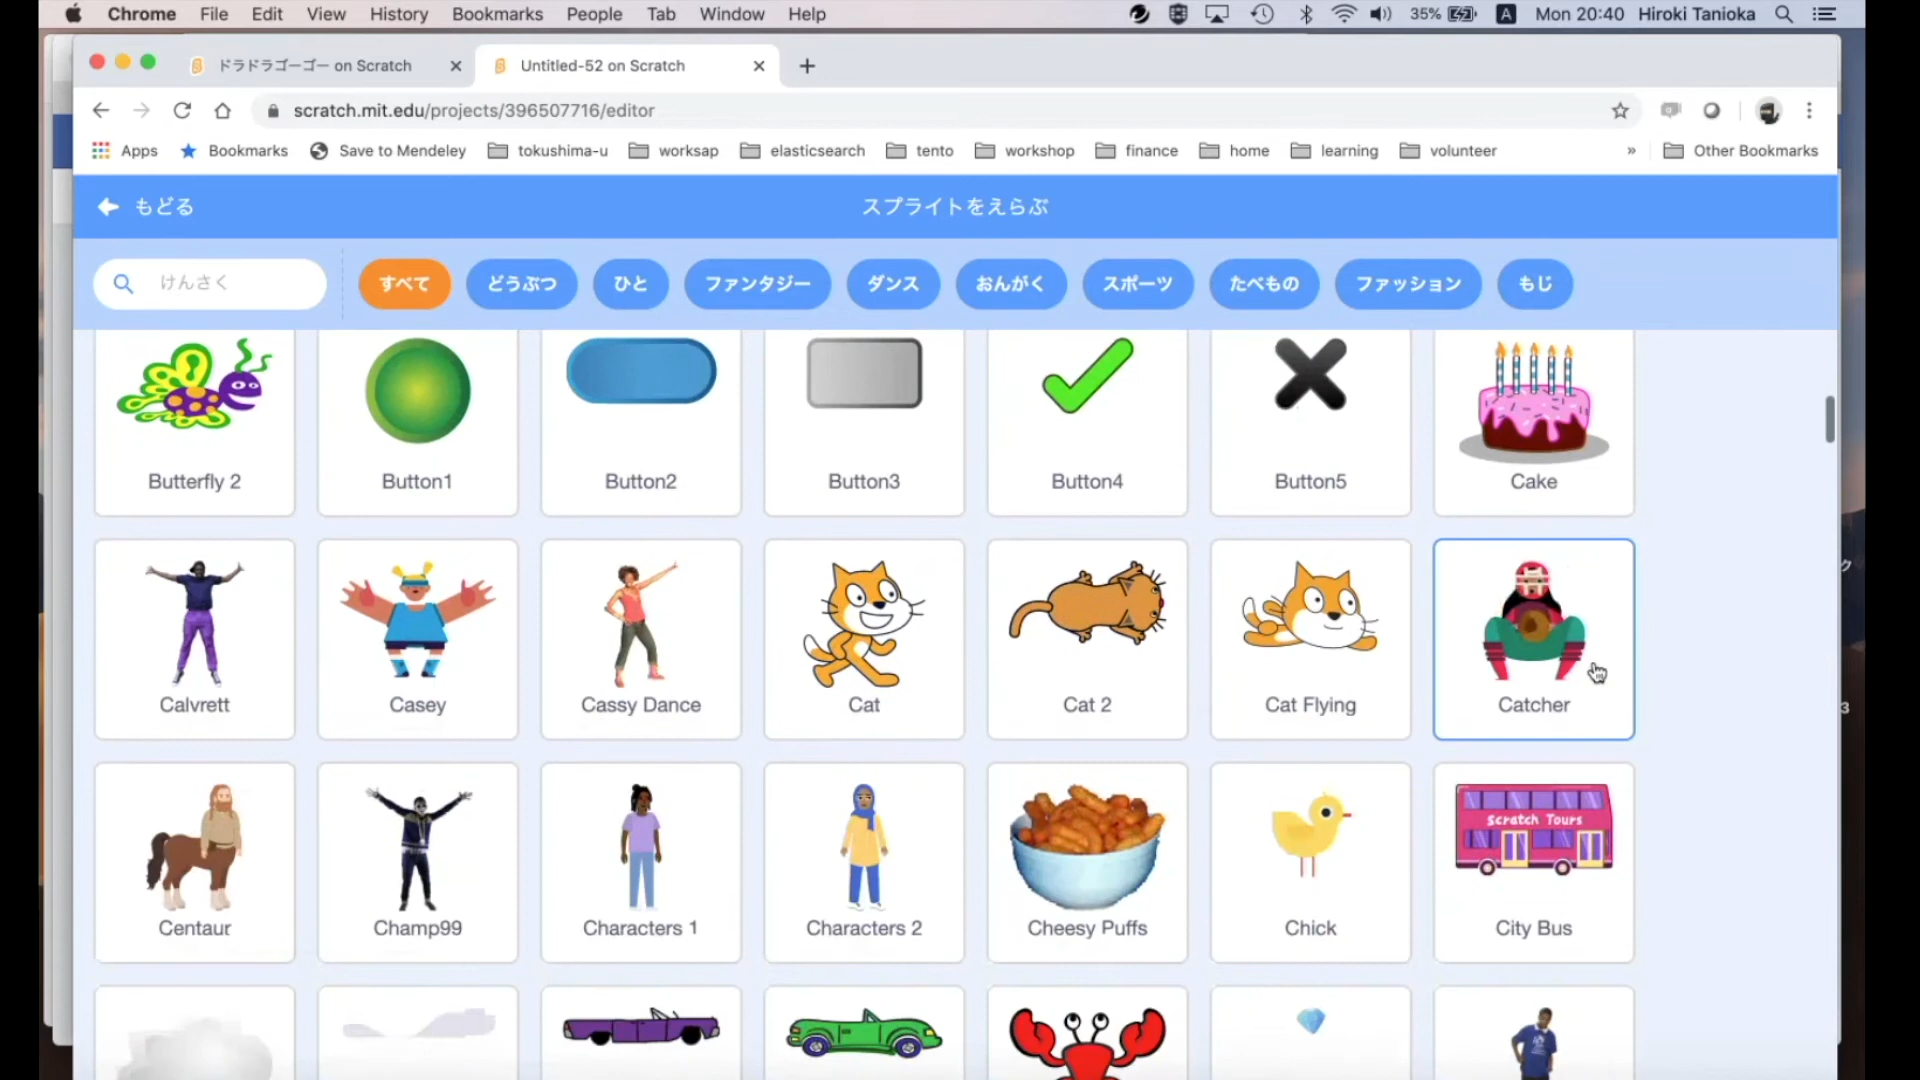 Chrome File Edit View History Bookmarks People Tab Window Help 35% A Mon 20:40 Hiroki Tanioka
ドラドラゴーゴー on Scratch Untitled-52 on Scratch
scratch.mit.edu/projects/396507716/editor
Apps Bookmarks Save to Mendeley tokushima-u worksap elasticsearch tento workshop finance home learning volunteer » Other Bookmarks
もどる スプライトをえらぶ
けんさく すべて どうぶつ ひと ファンタジー ダンス おんがく スポーツ たべもの ファッション もじ
Butterfly 2 Button1 Button2 Button3 Button4 Button5 Cake
Calvrett Casey Cassy Dance Cat Cat 2 Cat Flying Catcher
Scratch Tours
Centaur Champ99 Characters 1 Characters 2 Cheesy Puffs Chick City Bus